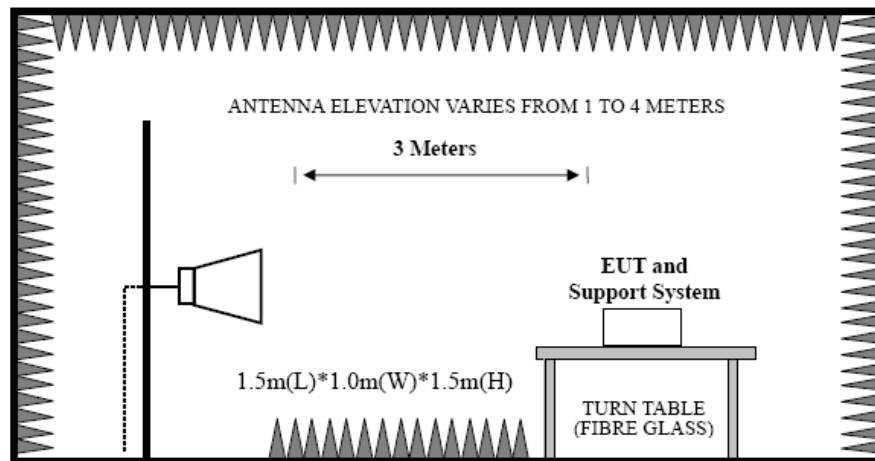 ANTENNA ELEVATION VARIES FROM 1 TO 4 METERS
3 Meters
EUT and
Support System
1.5m(L)*1.0m(W)*1.5m(H)
TURN TABLE
(FIBRE GLASS)